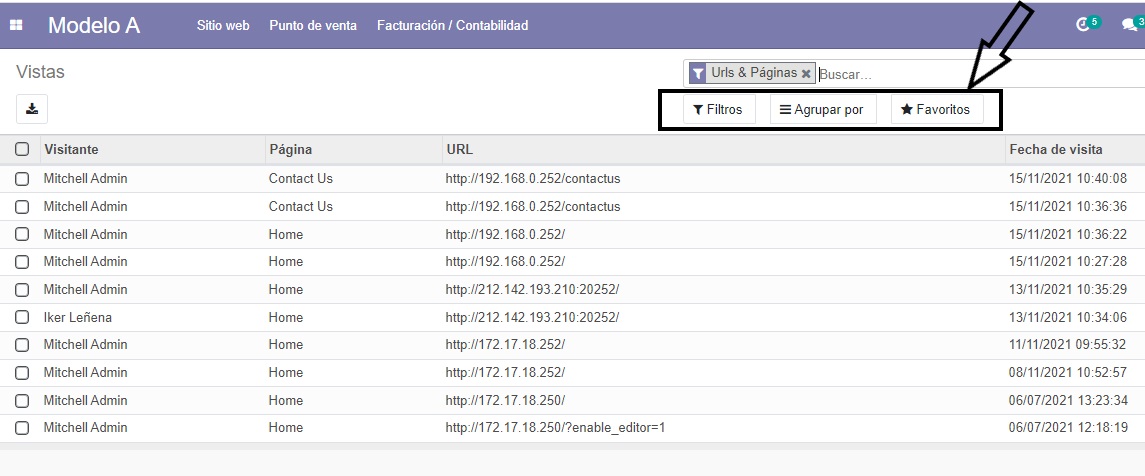 Modelo A Sitio web Punto de venta Facturación / Contabilidad 5 3
Vistas Urls & Páginas × Buscar...
Filtros Agrupar por Favoritos
Visitante Página URL Fecha de visita
Mitchell Admin Contact Us http://192.168.0.252/contactus 15/11/2021 10:40:08
Mitchell Admin Contact Us http://192.168.0.252/contactus 15/11/2021 10:36:36
Mitchell Admin Home http://192.168.0.252/ 15/11/2021 10:36:22
Mitchell Admin Home http://192.168.0.252/ 15/11/2021 10:27:28
Mitchell Admin Home http://212.142.193.210:20252/ 13/11/2021 10:35:29
Iker Leñena Home http://212.142.193.210:20252/ 13/11/2021 10:34:06
Mitchell Admin Home http://172.17.18.252/ 11/11/2021 09:55:32
Mitchell Admin Home http://172.17.18.252/ 08/11/2021 10:52:57
Mitchell Admin Home http://172.17.18.250/ 06/07/2021 13:23:34
Mitchell Admin Home http://172.17.18.250/?enable_editor=1 06/07/2021 12:18:19